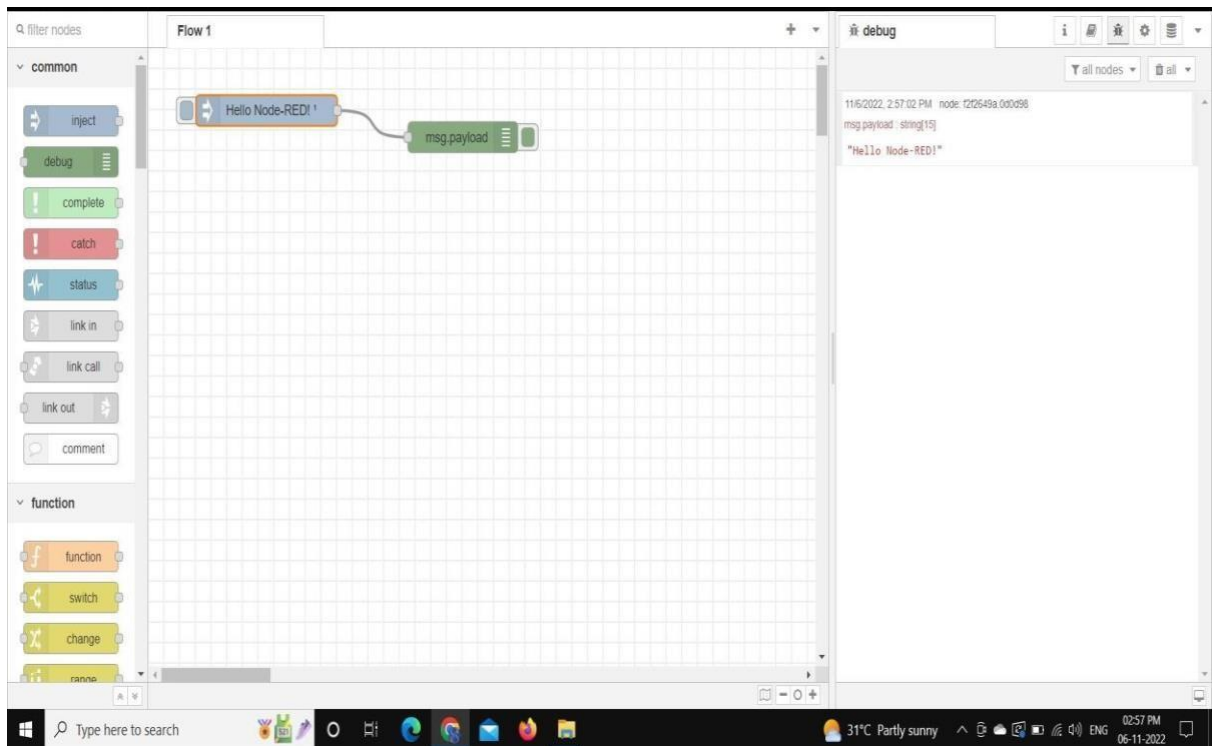 filter nodes
common
inject
debug
complete
catch
status
link in
link call
link out
comment
function
function
switch
change
range
Flow 1
Hello Node-RED! ¹
msg.payload
debug
all nodes
all
11/6/2022, 2:57:02 PM node: f2f2649a.0d0d98
msg.payload : string[15]
"Hello Node-RED!"
Type here to search
31°C Partly sunny
ENG
02:57 PM
06-11-2022